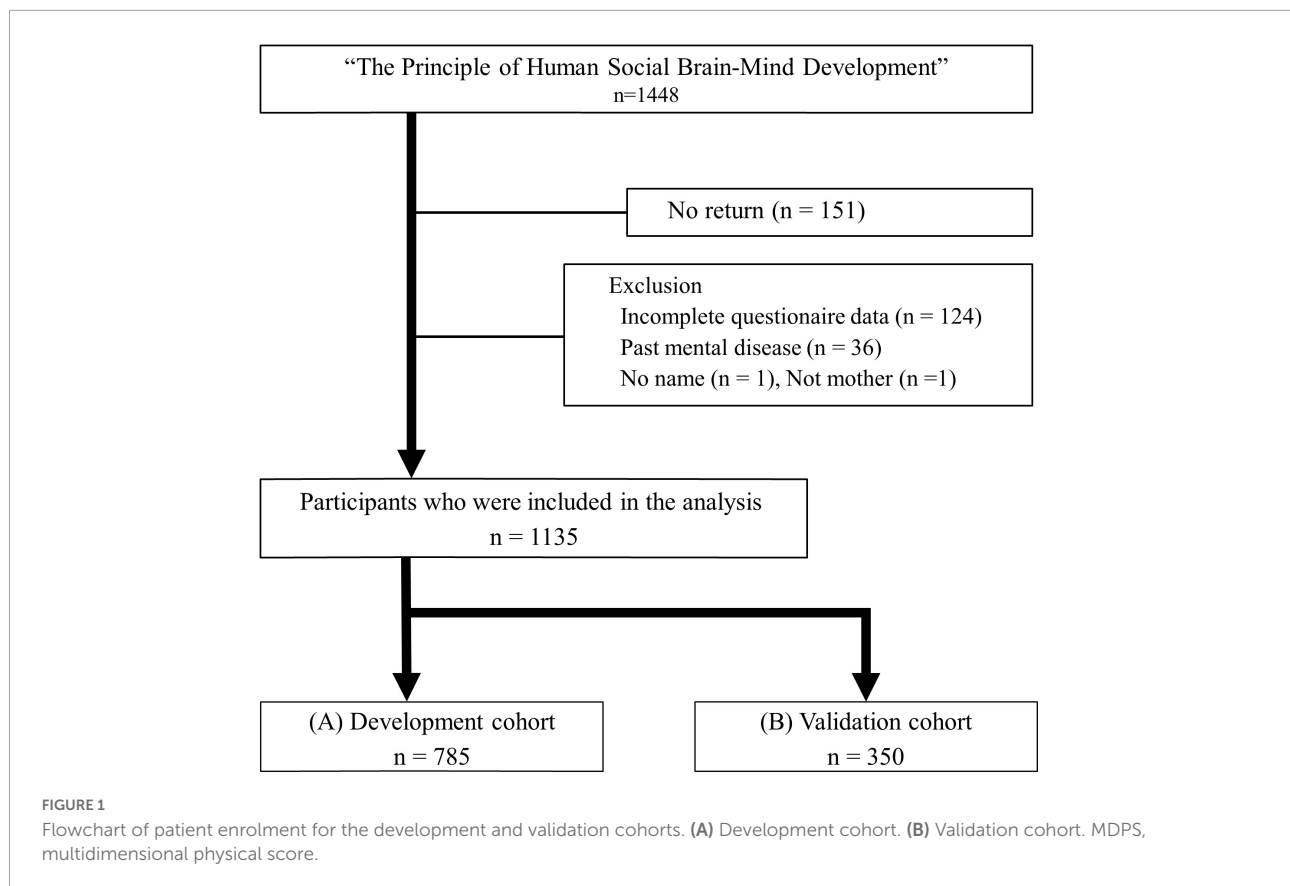 “The Principle of Human Social Brain-Mind Development”
n=1448
No return (n = 151)
Exclusion
Incomplete questionaire data (n = 124)
Past mental disease (n = 36)
No name (n = 1), Not mother (n =1)
Participants who were included in the analysis
n = 1135
(A) Development cohort
n = 785
(B) Validation cohort
n = 350
FIGURE 1
Flowchart of patient enrolment for the development and validation cohorts. (A) Development cohort. (B) Validation cohort. MDPS,
multidimensional physical score.